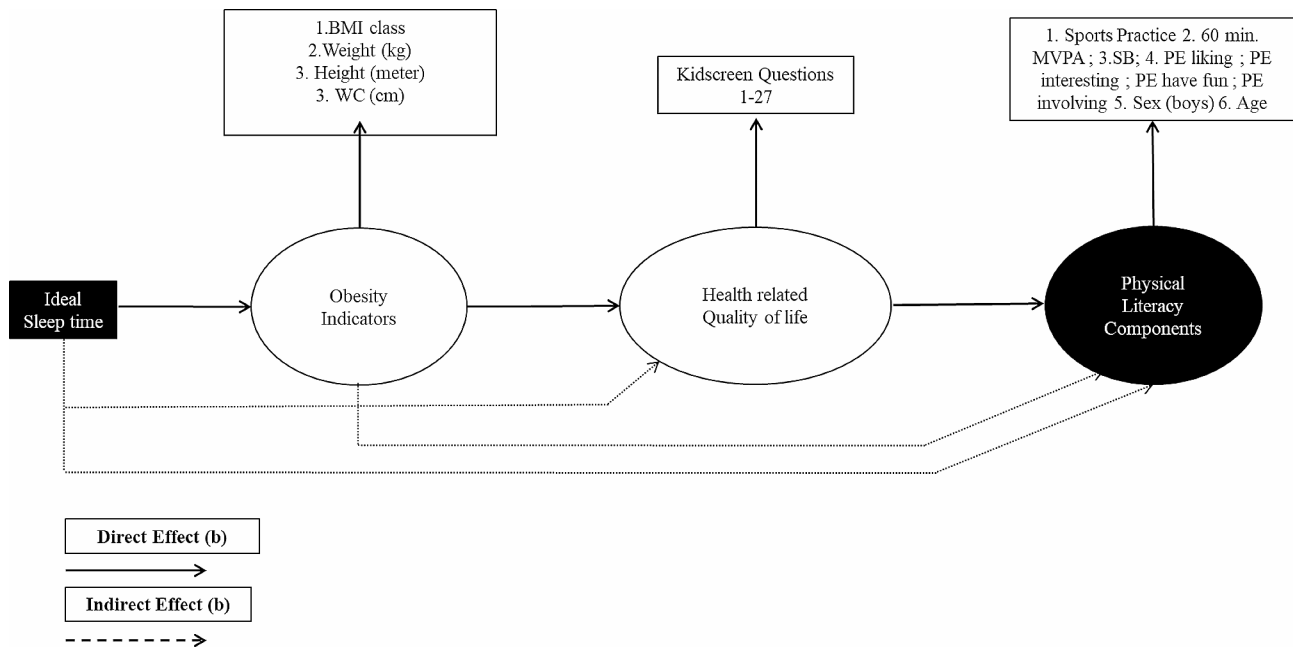 1.BMI class
2.Weight (kg)
3. Height (meter)
3. WC (cm)
Kidscreen Questions
1-27
1. Sports Practice 2. 60 min.
MVPA ; 3.SB; 4. PE liking ; PE
interesting ; PE have fun ; PE
involving 5. Sex (boys) 6. Age
Ideal
Sleep time
Obesity
Indicators
Health related
Quality of life
Physical
Literacy
Components
Direct Effect (b)
Indirect Effect (b)